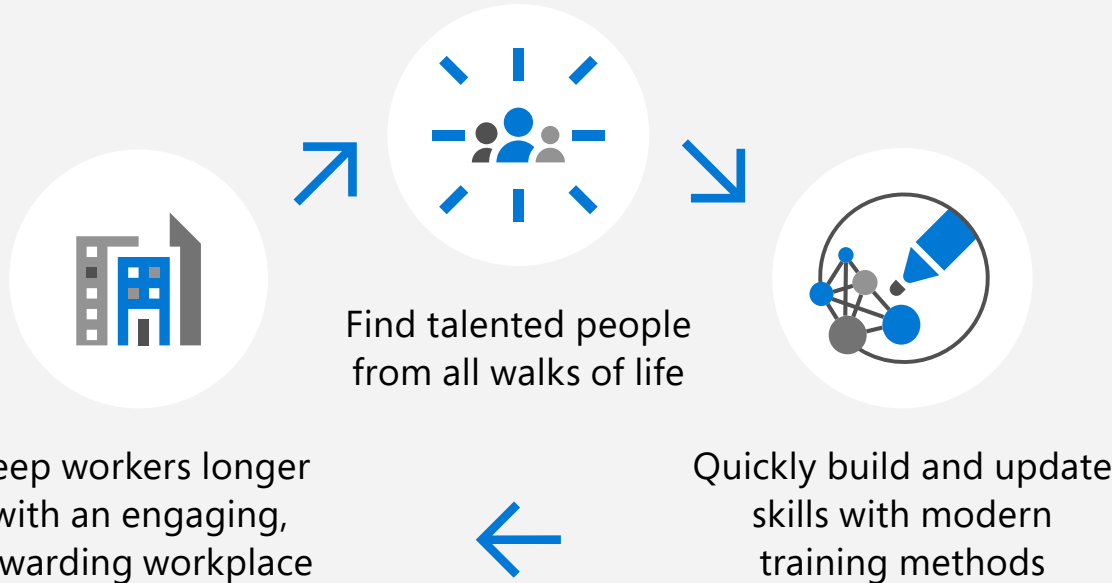 Find talented people
from all walks of life
eep workers longer
with an engaging,
warding workplace
Quickly build and update
skills with modern
training methods